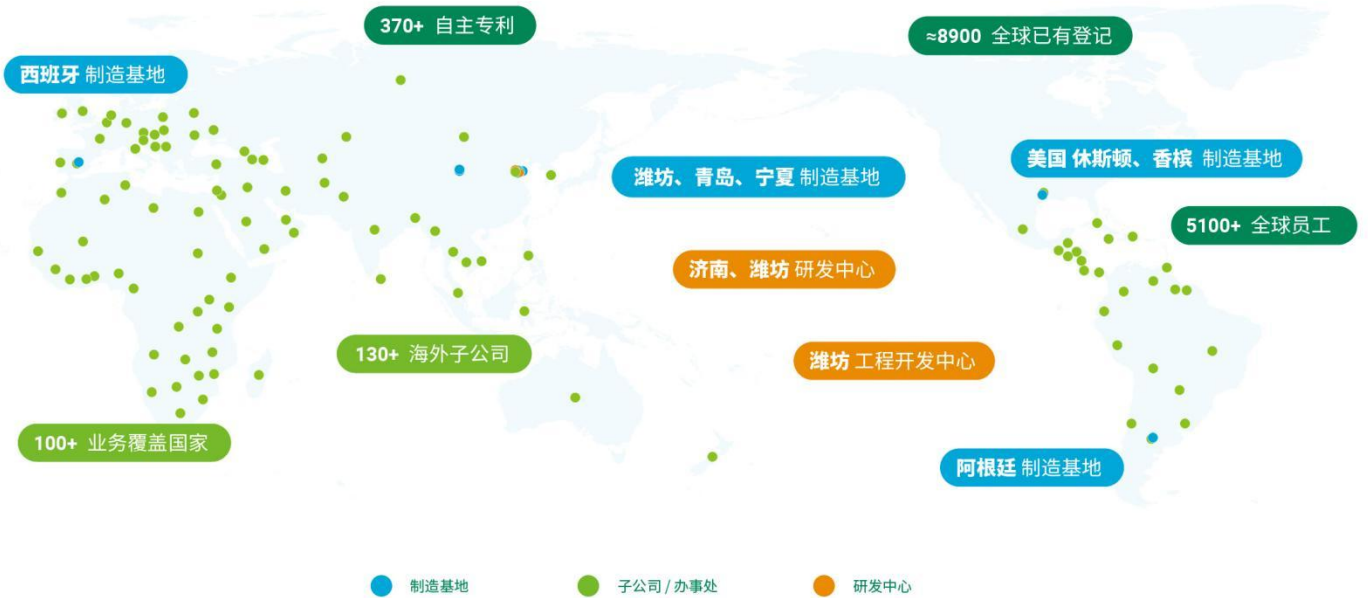 370+ 自主专利
≈8900 全球已有登记
西班牙 制造基地
美国 休斯顿、香槟 制造基地
潍坊、青岛、宁夏 制造基地
5100+ 全球员工
济南、潍坊 研发中心
130+ 海外子公司
潍坊 工程开发中心
100+ 业务覆盖国家
阿根廷 制造基地
制造基地
子公司 / 办事处
研发中心